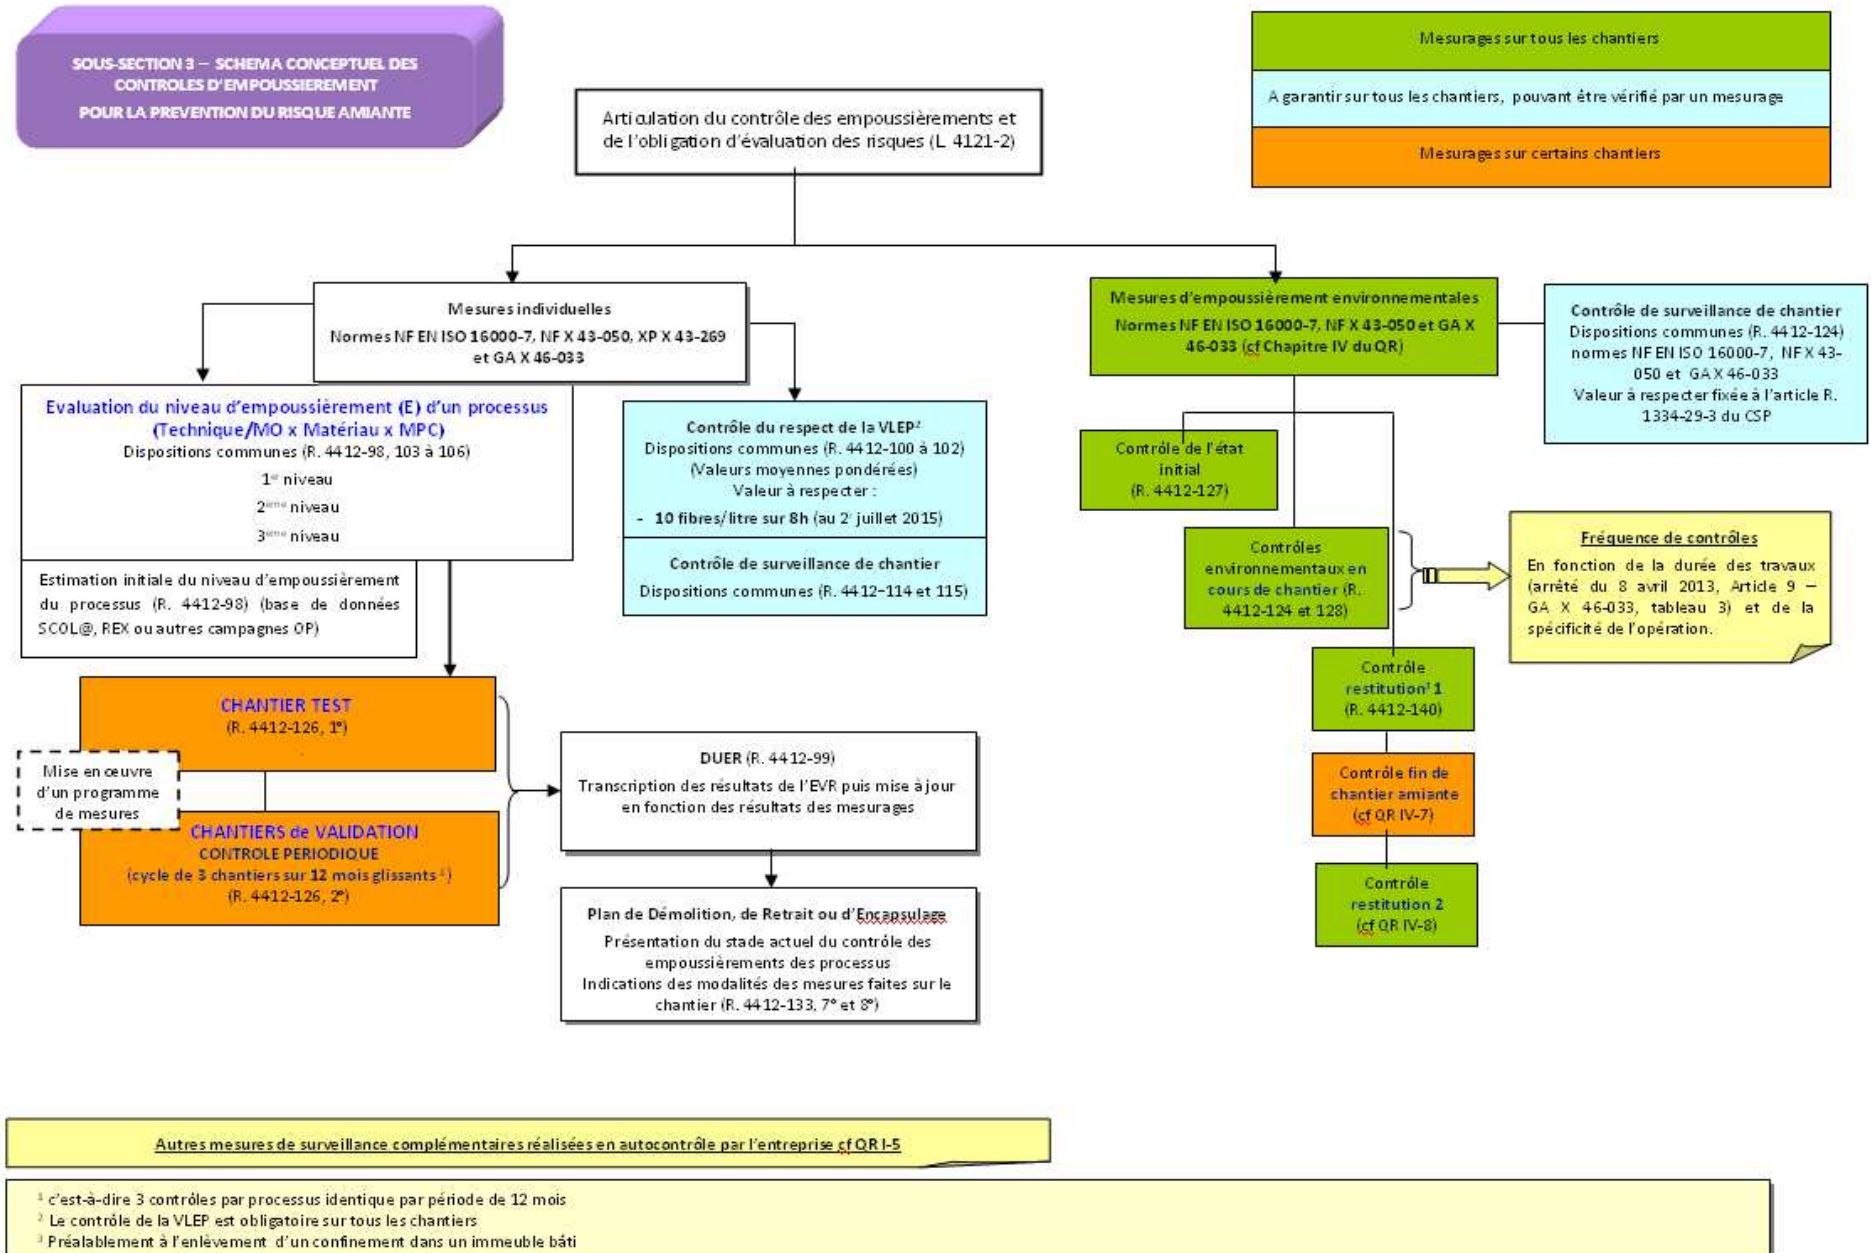 SOUS-SECTION 3 – SCHEMA CONCEPTUEL DES
CONTROLES D'EMPOUSSIEREMENT
POUR LA PREVENTION DU RISQUE AMIANTE
Mesurages sur tous les chantiers
A garantir sur tous les chantiers, pouvant être vérifié par un mesurage
Mesurages sur certains chantiers
Articulation du contrôle des empoussièrements et
de l'obligation d'évaluation des risques (L. 4121-2)
Mesures individuelles
Normes NF EN ISO 16000-7, NF X 43-050, XP X 43-269
et GA X 46-033
Evaluation du niveau d'empoussièrement (E) d'un processus
(Technique/MO x Matériau x MPC)
Dispositions communes (R. 4412-98, 103 à 106)
1er niveau
2ème niveau
3ème niveau
Estimation initiale du niveau d'empoussièrement
du processus (R. 4412-98) (base de données
SCOL@, REX ou autres campagnes OP)
Contrôle du respect de la VLEP²
Dispositions communes (R. 4412-100 à 102)
(Valeurs moyennes pondérées)
Valeur à respecter :
- 10 fibres/litre sur 8h (au 2 juillet 2015)
Contrôle de surveillance de chantier
Dispositions communes (R. 4412-114 et 115)
CHANTIER TEST
(R. 4412-126, 1°)
Mise en œuvre
d'un programme
de mesures
CHANTIERS de VALIDATION
CONTROLE PERIODIQUE
(cycle de 3 chantiers sur 12 mois glissants ¹)
(R. 4412-126, 2°)
DUER (R. 4412-99)
Transcription des résultats de l'EVR puis mise à jour
en fonction des résultats des mesurages
Plan de Démolition, de Retrait ou d'Encapsulage
Présentation du stade actuel du contrôle des
empoussièrements des processus
Indications des modalités des mesures faites sur le
chantier (R. 4412-133, 7° et 8°)
Mesures d'empoussièrement environnementales
Normes NF EN ISO 16000-7, NF X 43-050 et GA X
46-033 (cf Chapitre IV du QR)
Contrôle de surveillance de chantier
Dispositions communes (R. 4412-124)
normes NF EN ISO 16000-7, NF X 43-
050 et GA X 46-033
Valeur à respecter fixée à l'article R.
1334-29-3 du CSP
Contrôle de l'état
initial
(R. 4412-127)
Contrôles
environnementaux en
cours de chantier (R.
4412-124 et 128)
Fréquence de contrôles
En fonction de la durée des travaux
(arrêté du 8 avril 2013, Article 9 –
GA X 46-033, tableau 3) et de la
spécificité de l'opération.
Contrôle
restitution³ 1
(R. 4412-140)
Contrôle fin de
chantier amiante
(cf QR IV-7)
Contrôle
restitution 2
(cf QR IV-8)
Autres mesures de surveillance complémentaires réalisées en autocontrôle par l'entreprise cf QR I-5
¹ c'est-à-dire 3 contrôles par processus identique par période de 12 mois
² Le contrôle de la VLEP est obligatoire sur tous les chantiers
³ Préalablement à l'enlèvement d'un confinement dans un immeuble bâti